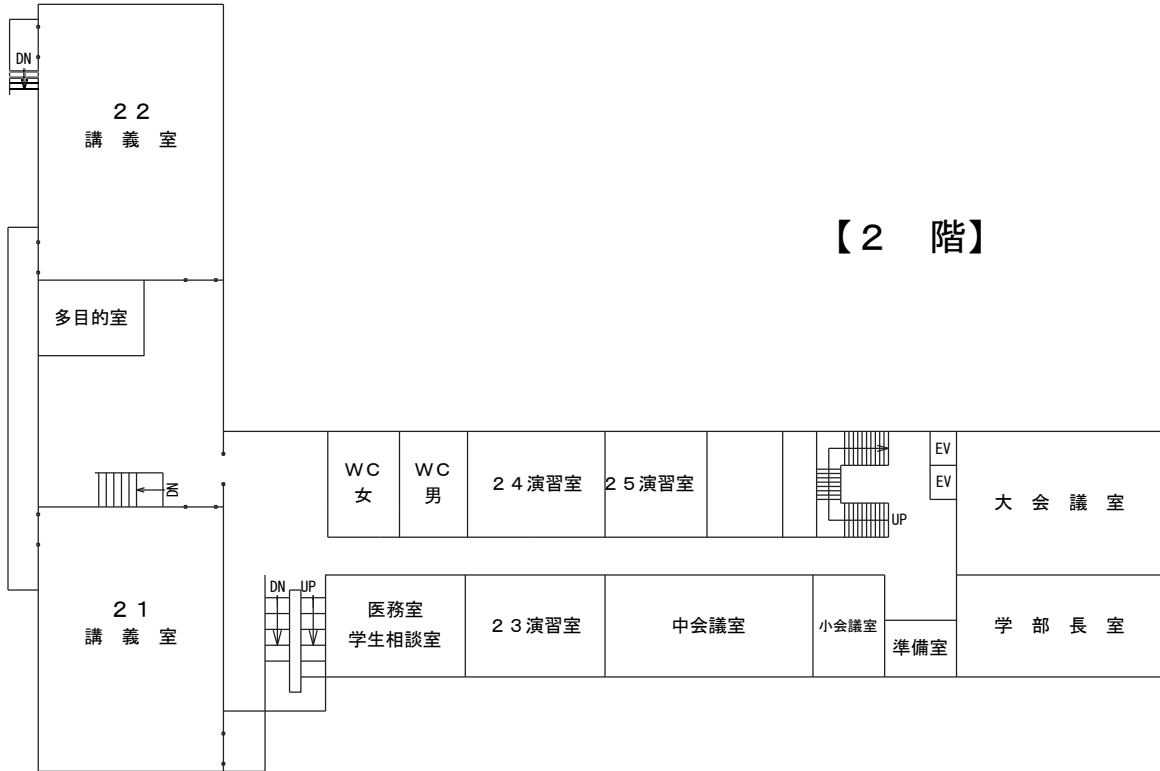 DN
２２
講 義 室
【２ 階】
多目的室
WC
女
WC
男
２４演習室
２５演習室
EV
EV
大 会 議 室
DN
UP
２１
講 義 室
DN
UP
医務室
学生相談室
２３演習室
中会議室
小会議室
準備室
学 部 長 室